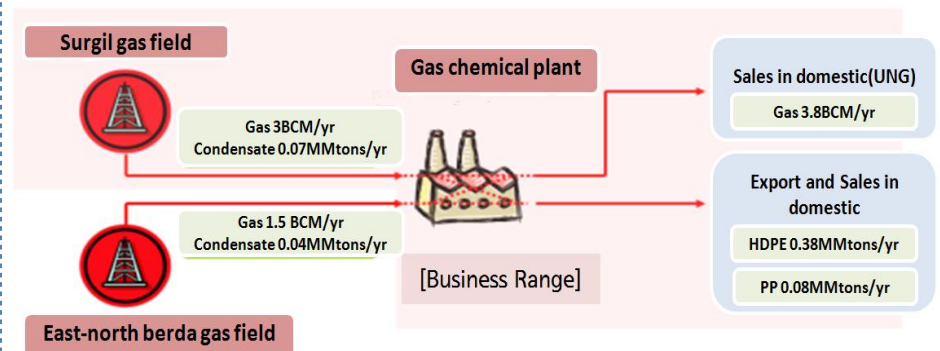 Surgil gas field
Gas chemical plant
Sales in domestic(UNG)
Gas 3.8BCM/yr
Gas 3BCM/yr
Condensate 0.07MMtons/yr
Export and Sales in
domestic
HDPE 0.38MMtons/yr
PP 0.08MMtons/yr
Gas 1.5 BCM/yr
Condensate 0.04MMtons/yr
[Business Range]
East-north berda gas field